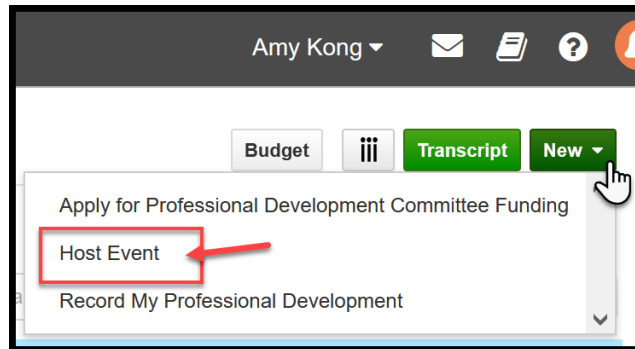 Amy Kong
Budget
Transcript
New
Apply for Professional Development Committee Funding
Host Event
Record My Professional Development